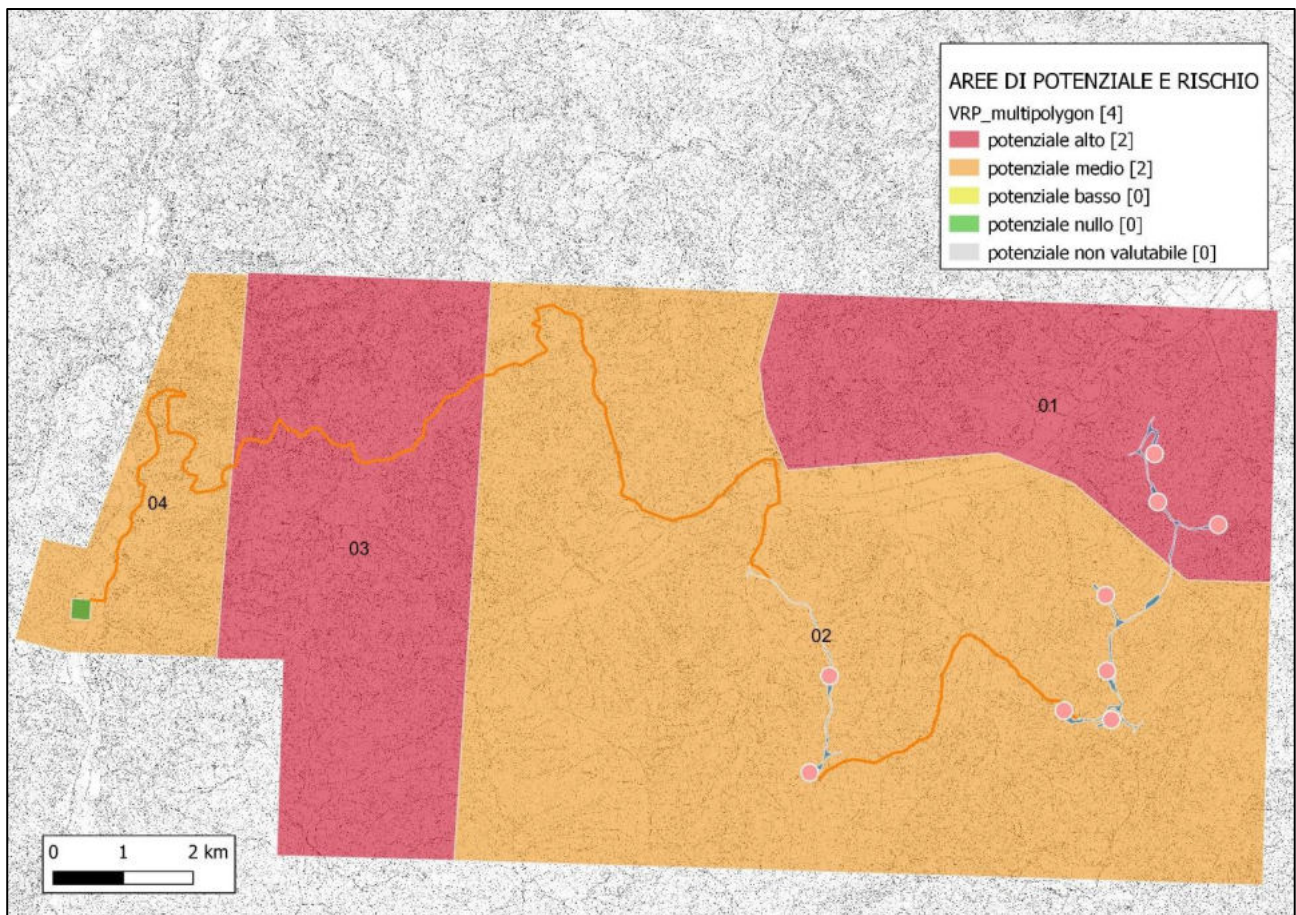 AREE DI POTENZIALE E RISCHIO
VRP_multipolygon [4]
potenziale alto [2]
potenziale medio [2]
potenziale basso [0]
potenziale nullo [0]
potenziale non valutabile [0]
01
04
03
02
0 1 2 km